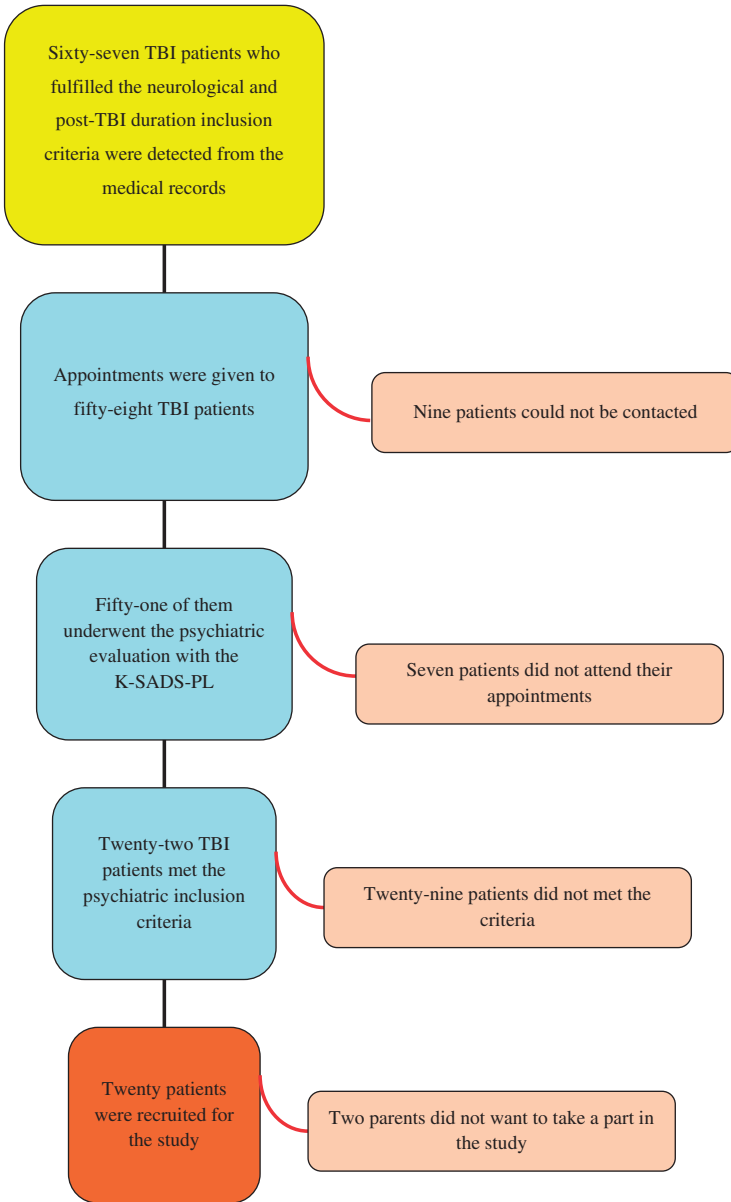 Sixty-seven TBI patients who
fulfilled the neurological and
post-TBI duration inclusion
criteria were detected from the
medical records
Appointments were given to
fifty-eight TBI patients
Nine patients could not be contacted
Fifty-one of them
underwent the psychiatric
evaluation with the
K-SADS-PL
Seven patients did not attend their
appointments
Twenty-two TBI
patients met the
psychiatric inclusion
criteria
Twenty-nine patients did not met the
criteria
Twenty patients
were recruited for
the study
Two parents did not want to take a part in
the study